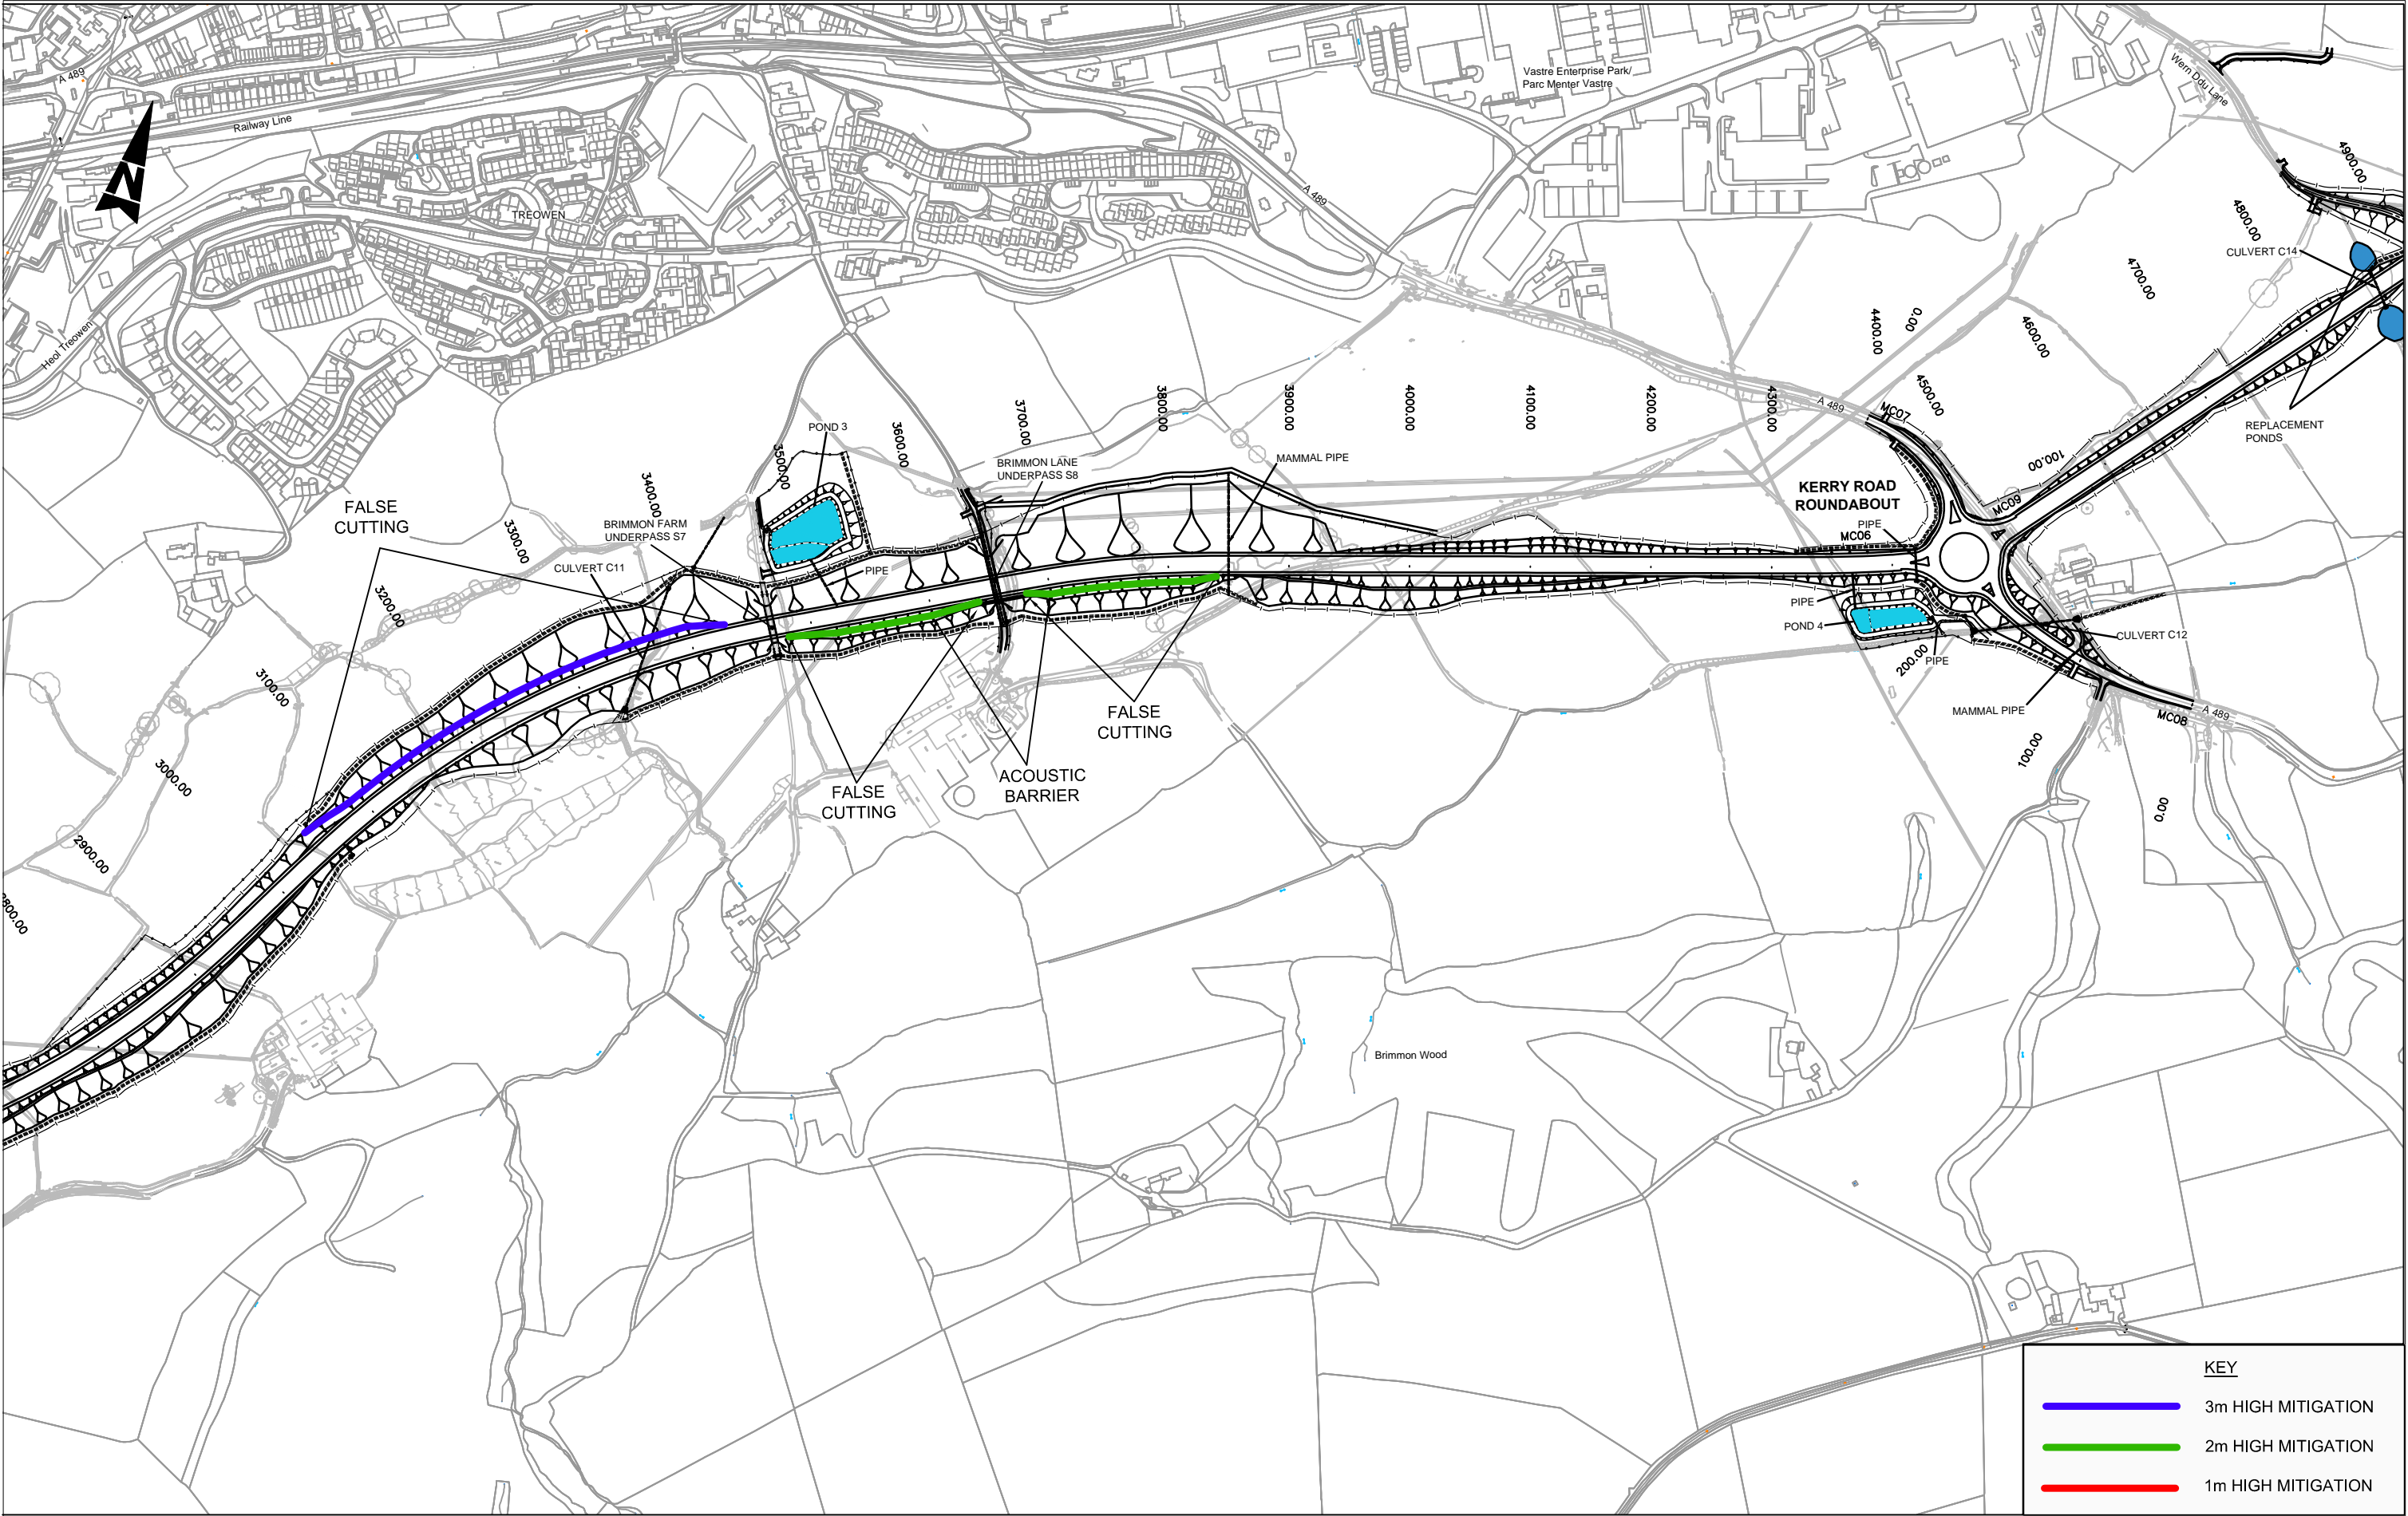 A 489
Railway Line
N
TREOWEN
Heol Treowen
A 489
Vastre Enterprise Park/
Parc Menter Vastre
Wern Ddu Lane
4900.00
4800.00
CULVERT C14
4700.00
4600.00
0.00
4400.00
4500.00
REPLACEMENT
PONDS
100.00
A 489
MC07
MC09
KERRY ROAD
ROUNDABOUT
PIPE
MC06
4300.00
4200.00
4100.00
4000.00
3900.00
3800.00
3700.00
3600.00
3500.00
3400.00
3300.00
3200.00
3100.00
3000.00
2900.00
800.00
POND 3
MAMMAL PIPE
BRIMMON LANE
UNDERPASS S8
FALSE
CUTTING
BRIMMON FARM
UNDERPASS S7
CULVERT C11
PIPE
PIPE
POND 4
200.00
PIPE
CULVERT C12
MAMMAL PIPE
MC08
A 489
100.00
0.00
FALSE
CUTTING
ACOUSTIC
BARRIER
FALSE
CUTTING
Brimmon Wood
KEY
3m HIGH MITIGATION
2m HIGH MITIGATION
1m HIGH MITIGATION